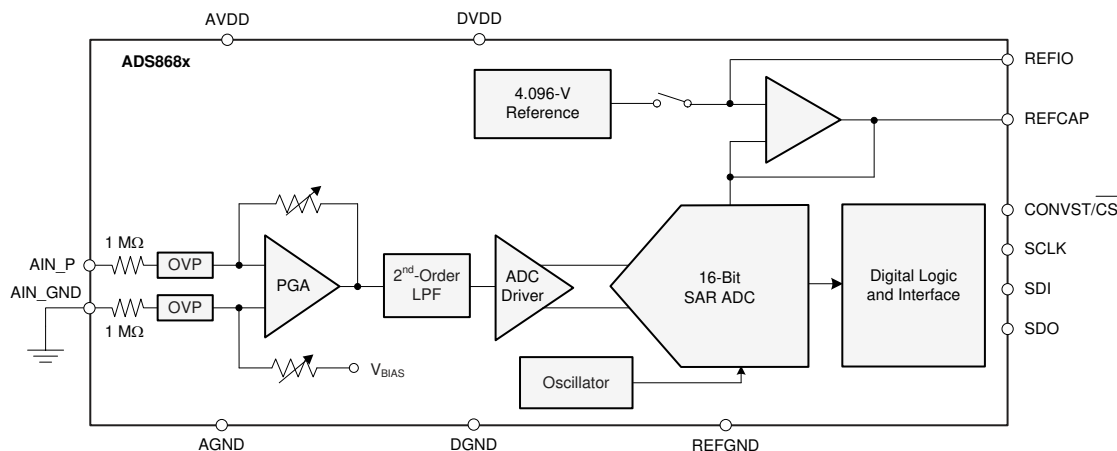 AVDD
DVDD
ADS868x
REFIO
4.096-V
Reference
REFCAP
CONVST/CS
1 MΩ
OVP
AIN_P
PGA
2nd-Order
LPF
ADC
Driver
16-Bit
SAR ADC
Digital Logic
and Interface
SCLK
AIN_GND
OVP
1 MΩ
SDI
SDO
VBIAS
Oscillator
AGND
DGND
REFGND